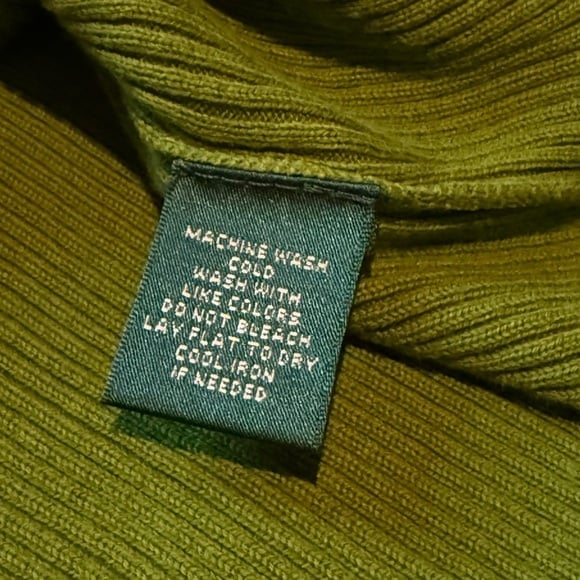 MACHINE WASH
COLD
WASH WITH
LIKE COLORS
DO NOT BLEACH
LAY FLAT TO DRY
COOL IRON
IF NEEDED